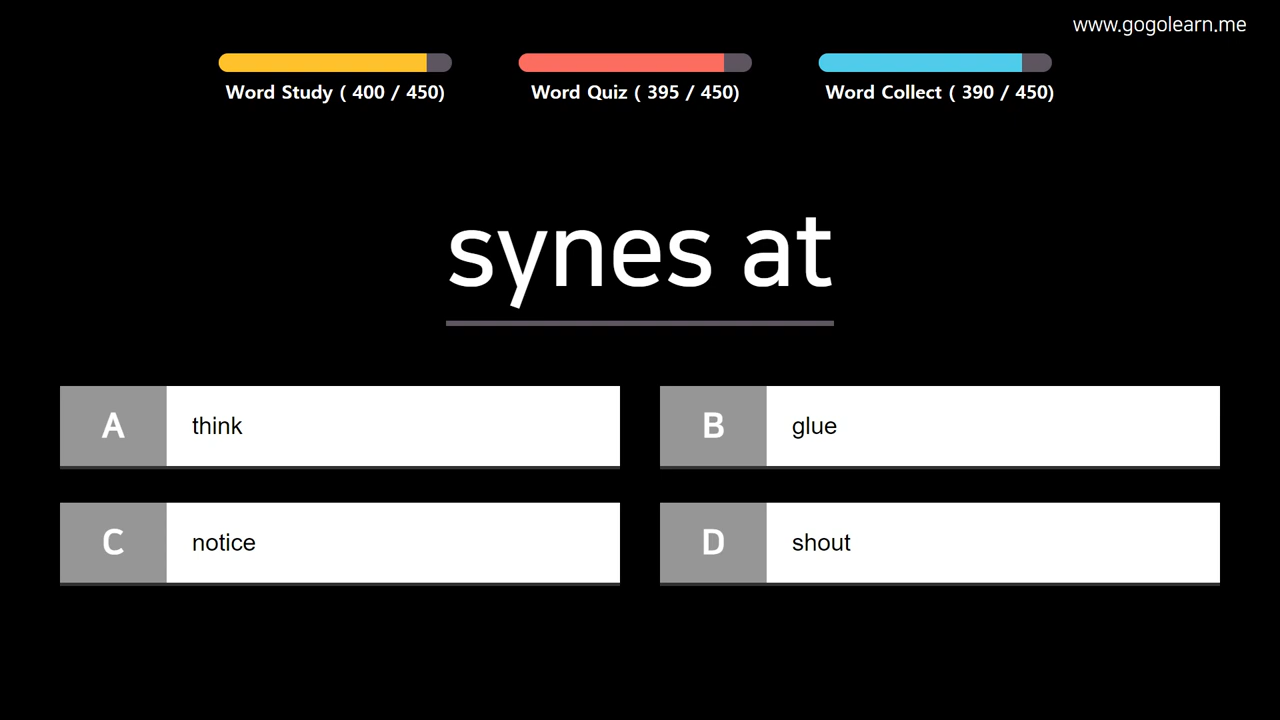 www.gogolearn.me
Word Study ( 400 / 450)
Word Quiz ( 395 / 450)
Word Collect ( 390 / 450)
synes at
A think
B glue
C notice
D shout